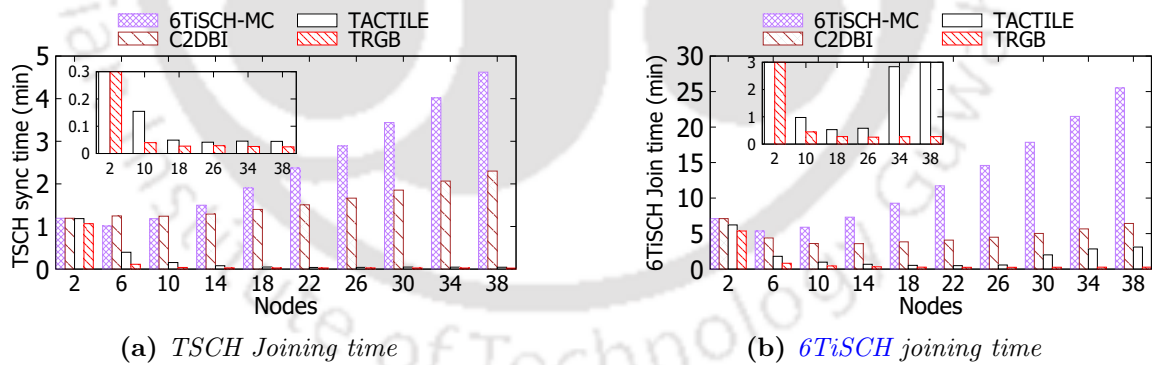 6TiSCH-MC TACTILE
C2DBI TRGB
TSCH sync time (min)
5
4
3
2
1
0
0.3
0.2
0.1
0
2 10 18 26 34 38
2 6 10 14 18 22 26 30 34 38
Nodes
(a) TSCH Joining time
6TiSCH-MC TACTILE
C2DBI TRGB
6TiSCH Join time (min)
30
25
20
15
10
5
0
3
2
1
0
2 10 18 26 34 38
2 6 10 14 18 22 26 30 34 38
Nodes
(b) 6TiSCH joining time
Institute of Technology Guwa